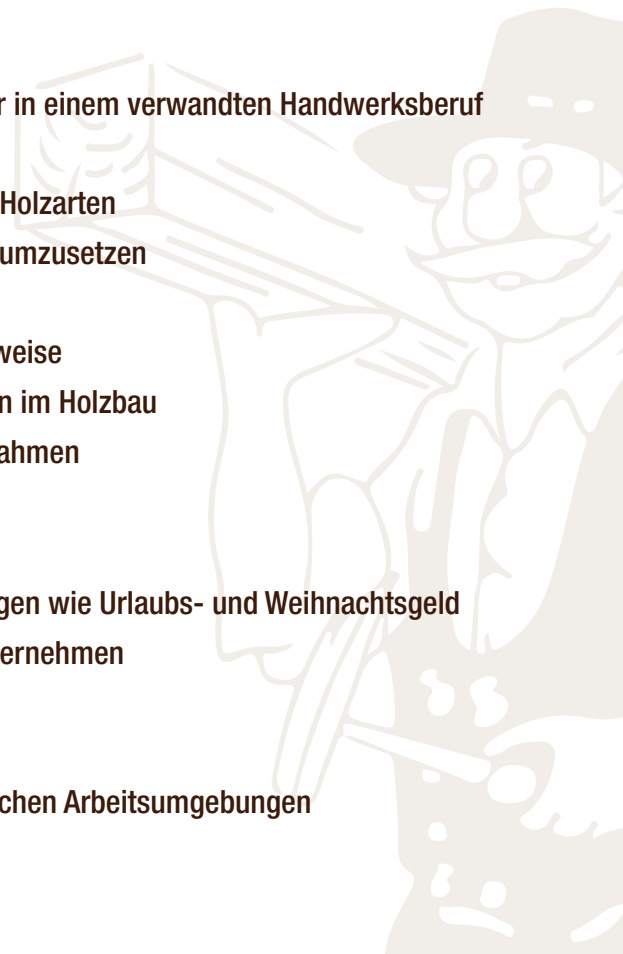 r in einem verwandten Handwerksberuf
Holzarten
umzusetzen
weise
n im Holzbau
ahmen
gen wie Urlaubs- und Weihnachtsgeld
ernehmen
chen Arbeitsumgebungen